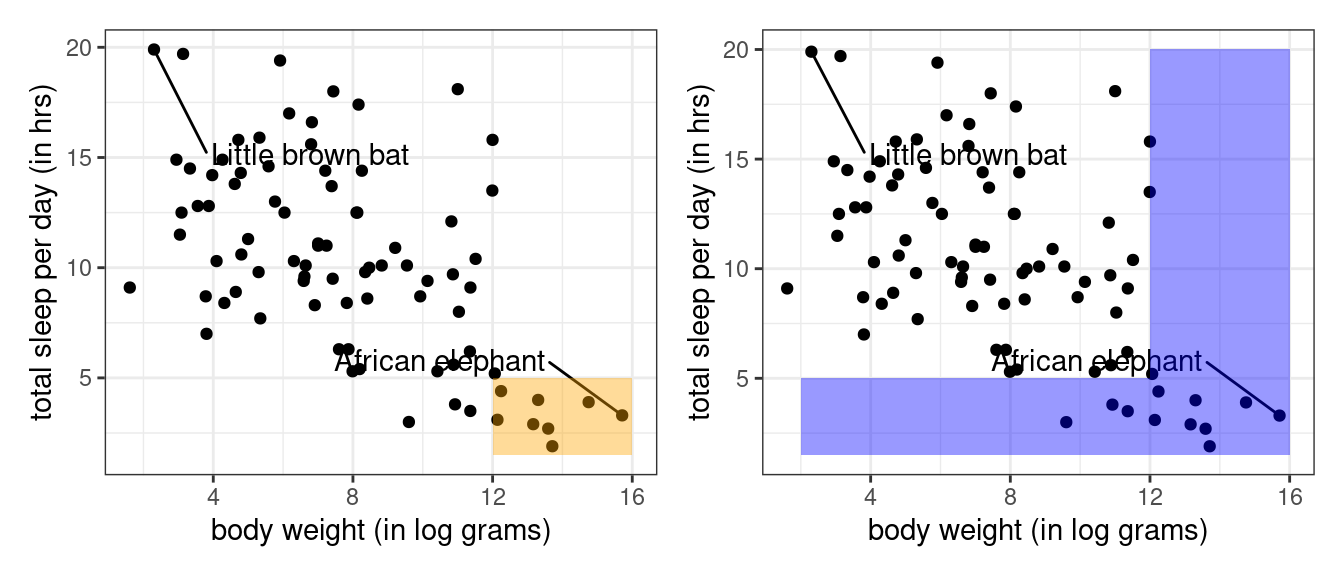 total sleep per day (in hrs)
20
15
10
5
Little brown bat
African elephant
4 8 12 16
body weight (in log grams)
total sleep per day (in hrs)
20
15
10
5
Little brown bat
African elephant
4 8 12 16
body weight (in log grams)